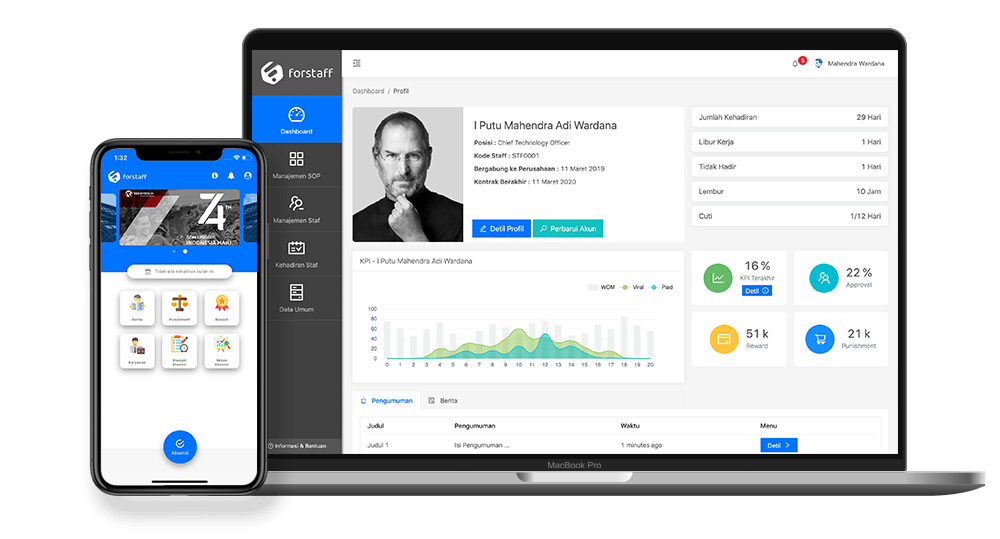 forstaff
Mahendra Wardana
5
Dashboard / Profil
Dashboard
Manajemen SOP
Manajemen Staf
Kehadiran Staf
Data Umum
Informasi & Bantuan
I Putu Mahendra Adi Wardana
Posisi : Chief Technology Officer
Kode Staff : STF0001
Bergabung ke Perusahaan : 11 Maret 2019
Kontrak Berakhir : 11 Maret 2020
Detil Profil
Perbarui Akun
Jumlah Kehadiran 29 Hari
Libur Kerja 1 Hari
Tidak Hadir 1 Hari
Lembur 10 Jam
Cuti 1/12 Hari
KPI - I Putu Mahendra Adi Wardana
WOM Viral Paid
100
80
60
40
20
0
0 1 2 3 4 5 6 7 8 9 10 11 12 13 14 15 16 17 18 19 20
16 %
KPI Terakhir
Detil
22 %
Approval
51 k
Reward
21 k
Punishment
Pengumuman
Berita
Judul Pengumuman Waktu Menu
Judul 1 Isi Pengumuman ... 1 minutes ago Detil
MacBook Pro
1:32
forstaff
74TH
SDM UNGGUL
INDONESIA MAJU
Tidak ada kehadiran bulan ini
Berita
Punishment
Reward
Karyawan
Riwayat
Absensi
Rekap
Absensi
Absensi